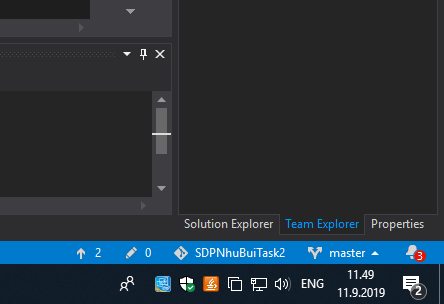 Solution Explorer Team Explorer Properties
2 0 SDPNhuBuiTask2 master 3
ENG 11.49
11.9.2019 2